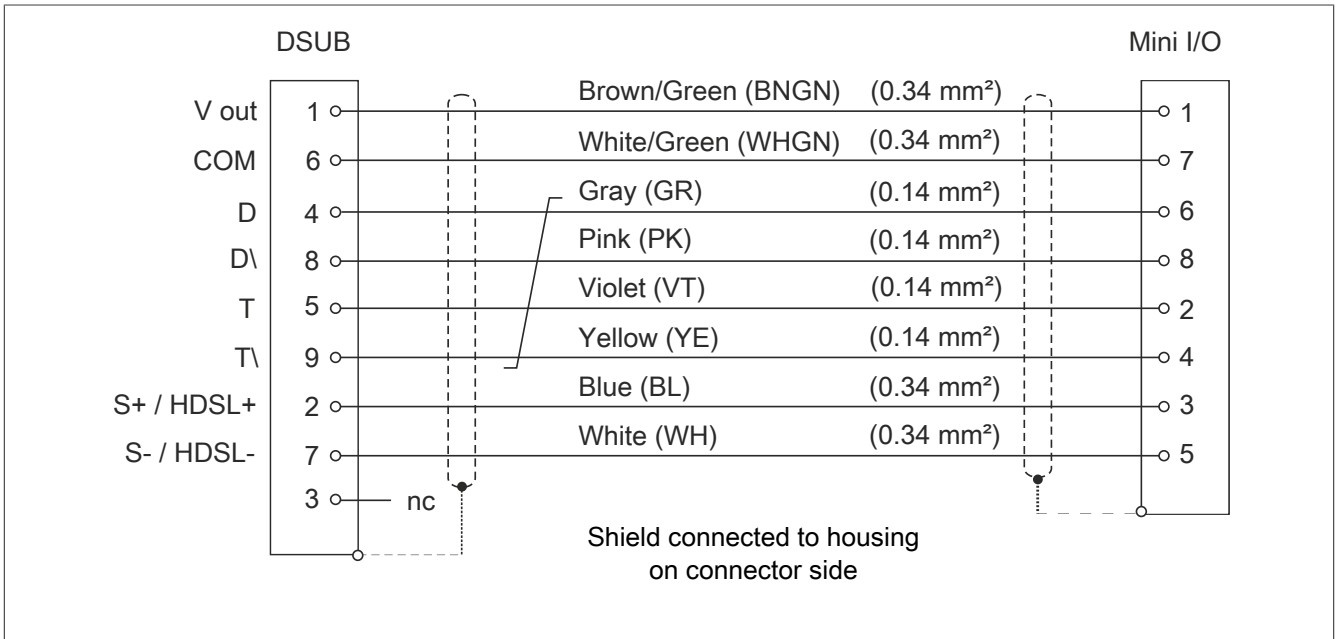 DSUB Mini I/O
V out 1 Brown/Green (BNGN) (0.34 mm²) 1
COM 6 White/Green (WHGN) (0.34 mm²) 7
D 4 Gray (GR) (0.14 mm²) 6
D\ 8 Pink (PK) (0.14 mm²) 8
T 5 Violet (VT) (0.14 mm²) 2
T\ 9 Yellow (YE) (0.14 mm²) 4
S+ / HDSL+ 2 Blue (BL) (0.34 mm²) 3
S- / HDSL- 7 White (WH) (0.34 mm²) 5
3 nc
Shield connected to housing
on connector side